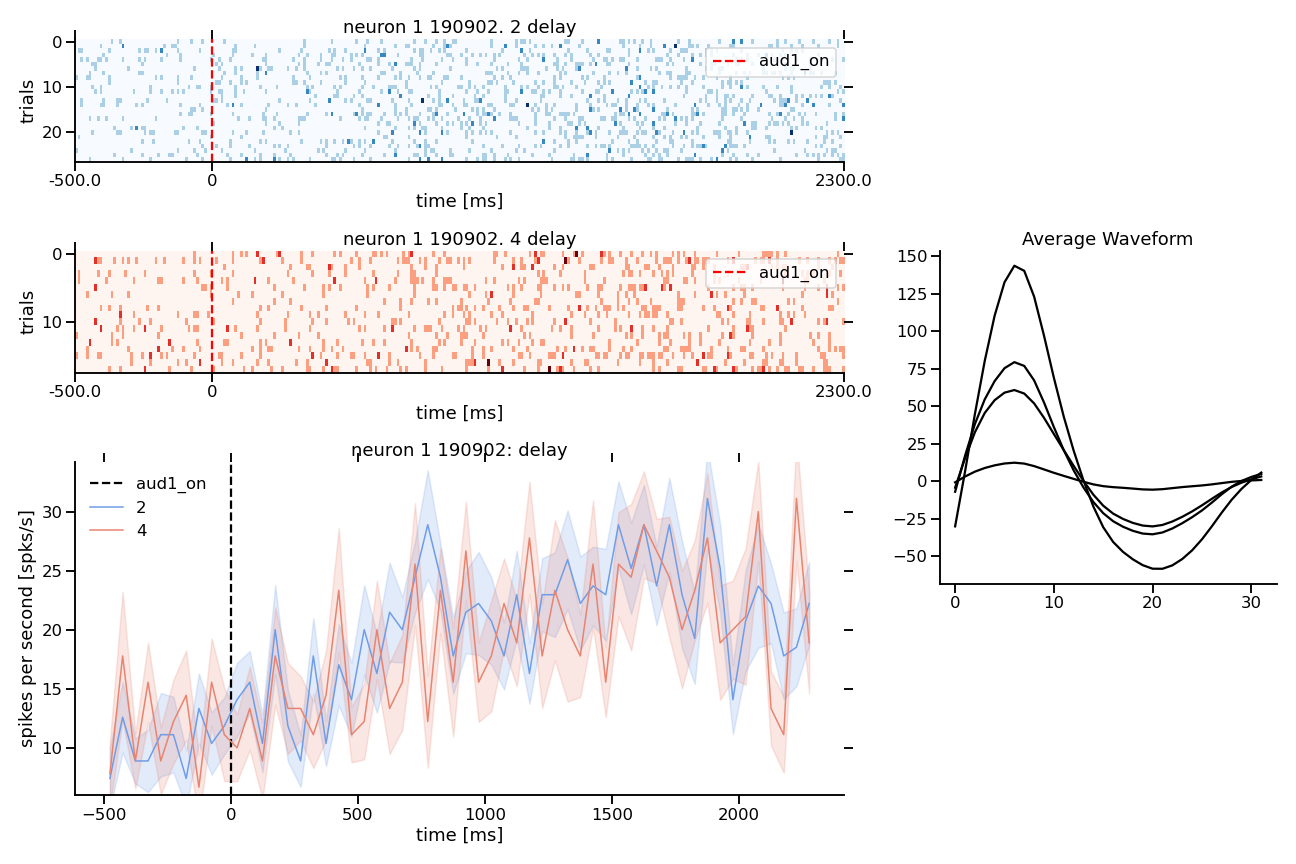 neuron 1 190902. 2 delay
trials
0
10
20
aud1_on
-500.0
0
2300.0
time [ms]
neuron 1 190902. 4 delay
trials
0
10
aud1_on
-500.0
0
2300.0
time [ms]
neuron 1 190902: delay
spikes per second [spks/s]
30
25
20
15
10
aud1_on
2
4
−500
0
500
1000
1500
2000
time [ms]
Average Waveform
150
125
100
75
50
25
0
−25
−50
0
10
20
30